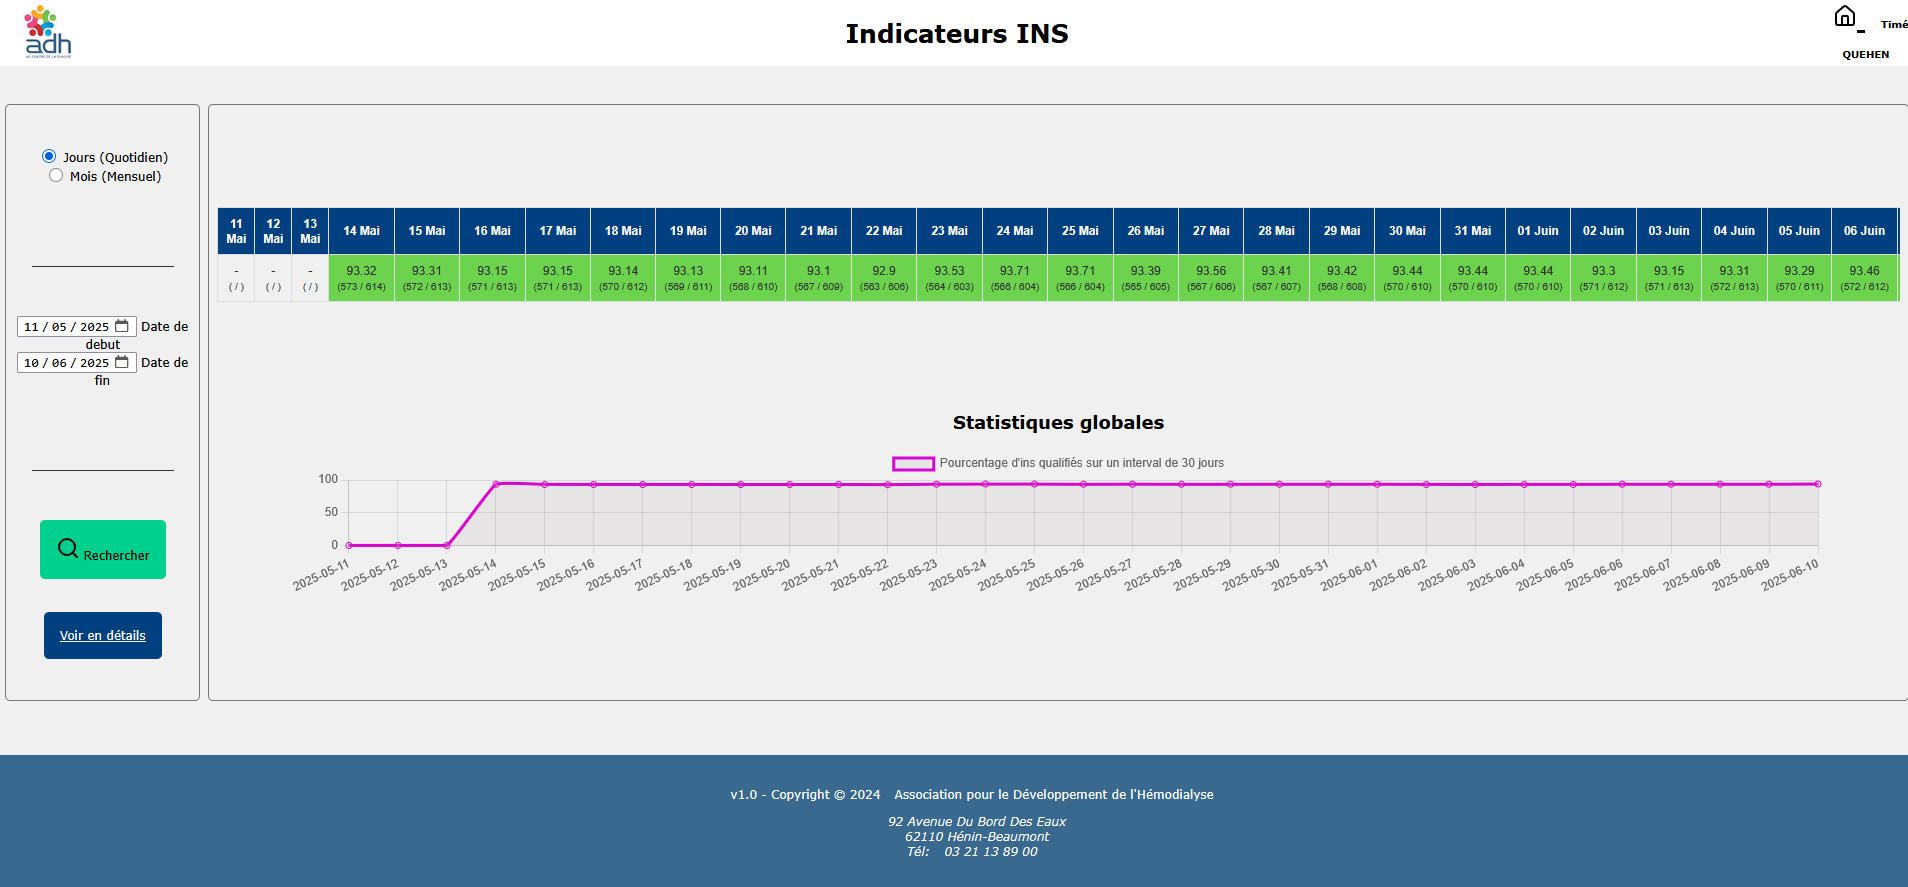 adh
AU CENTRE DE LA DIALYSE
Indicateurs INS
Timé
QUEHEN
Jours (Quotidien)
Mois (Mensuel)
11 / 05 / 2025 Date de
debut
10 / 06 / 2025 Date de
fin
Rechercher
Voir en détails
11 Mai 12 Mai 13 Mai 14 Mai 15 Mai 16 Mai 17 Mai 18 Mai 19 Mai 20 Mai 21 Mai 22 Mai 23 Mai 24 Mai 25 Mai 26 Mai 27 Mai 28 Mai 29 Mai 30 Mai 31 Mai 01 Juin 02 Juin 03 Juin 04 Juin 05 Juin 06 Juin
- - - 93.32 93.31 93.15 93.15 93.14 93.13 93.11 93.1 92.9 93.53 93.71 93.71 93.39 93.56 93.41 93.42 93.44 93.44 93.44 93.3 93.15 93.31 93.29 93.46
( / ) ( / ) ( / ) (573 / 614) (572 / 613) (571 / 613) (571 / 613) (570 / 612) (569 / 611) (568 / 610) (567 / 609) (563 / 606) (564 / 603) (566 / 604) (566 / 604) (565 / 605) (567 / 606) (567 / 607) (568 / 608) (570 / 610) (570 / 610) (570 / 610) (571 / 612) (571 / 613) (572 / 613) (570 / 611) (572 / 612)
Statistiques globales
Pourcentage d'ins qualifiés sur un interval de 30 jours
100
50
0
2025-05-11 2025-05-12 2025-05-13 2025-05-14 2025-05-15 2025-05-16 2025-05-17 2025-05-18 2025-05-19 2025-05-20 2025-05-21 2025-05-22 2025-05-23 2025-05-24 2025-05-25 2025-05-26 2025-05-27 2025-05-28 2025-05-29 2025-05-30 2025-05-31 2025-06-01 2025-06-02 2025-06-03 2025-06-04 2025-06-05 2025-06-06 2025-06-07 2025-06-08 2025-06-09 2025-06-10
v1.0 - Copyright © 2024 Association pour le Développement de l'Hémodialyse
92 Avenue Du Bord Des Eaux
62110 Hénin-Beaumont
Tél: 03 21 13 89 00